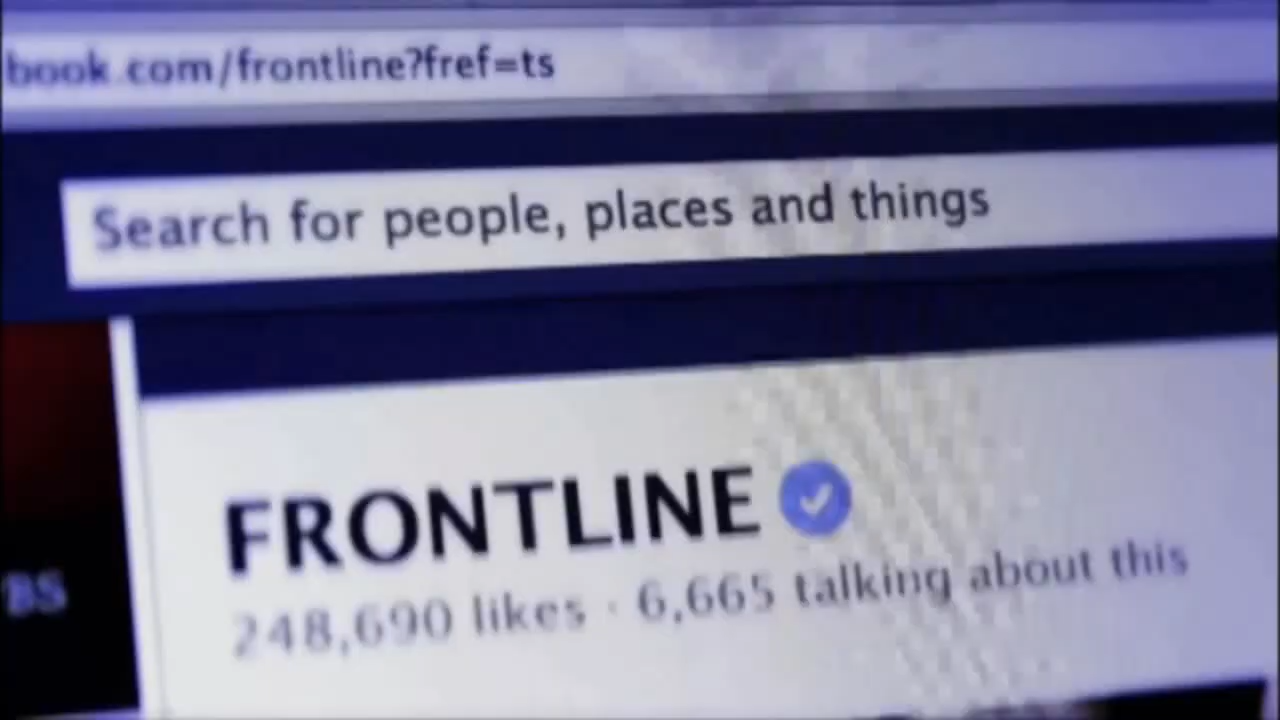 book.com/frontline?fref=ts
Search for people, places and things
FRONTLINE
BS
248,690 likes · 6,665 talking about this